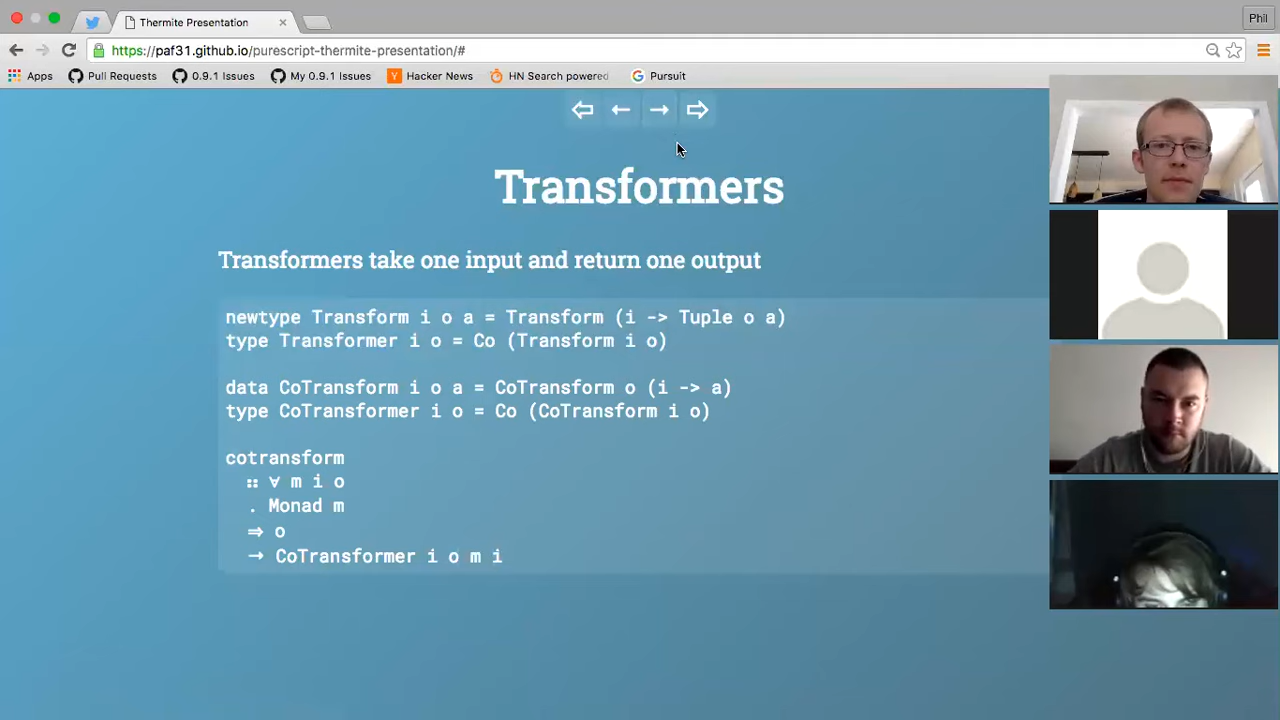 Thermite Presentation
Phil
https://paf31.github.io/purescript-thermite-presentation/#
Apps
Pull Requests
0.9.1 Issues
My 0.9.1 Issues
Hacker News
HN Search powered
Pursuit
Transformers
Transformers take one input and return one output
newtype Transform i o a = Transform (i -> Tuple o a)
type Transformer i o = Co (Transform i o)
data CoTransform i o a = CoTransform o (i -> a)
type CoTransformer i o = Co (CoTransform i o)
cotransform
∷ ∀ m i o
. Monad m
⇒ o
→ CoTransformer i o m i